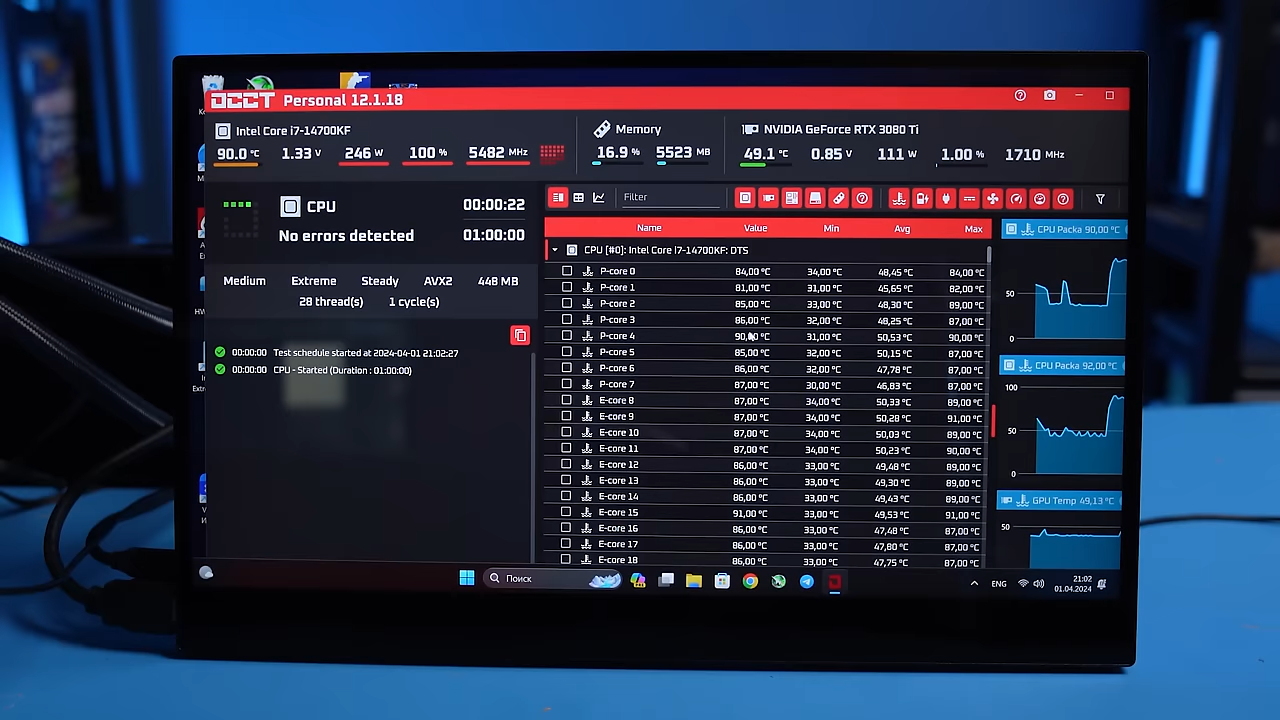 OCCT Personal 12.1.18
Intel Core i7-14700KF
90.0 °C 1.33 V 246 W 100 % 5482 MHz
Memory
16.9 % 5523 MB
NVIDIA GeForce RTX 3080 Ti
49.1 °C 0.85 V 111 W 1.00 % 1710 MHz
CPU
00:00:22
No errors detected
01:00:00
Medium Extreme Steady AVX2 448 MB
28 thread(s) 1 cycle(s)
00:00:00 Test schedule started at 2024-04-01 21:02:27
00:00:00 CPU - Started (Duration : 01:00:00)
Filter
Name Value Min Avg Max
CPU [#0]: Intel Core i7-14700KF: DTS
P-core 0 84,00 °C 34,00 °C 48,45 °C 84,00 °C
P-core 1 81,00 °C 31,00 °C 45,65 °C 82,00 °C
P-core 2 85,00 °C 33,00 °C 48,30 °C 89,00 °C
P-core 3 86,00 °C 32,00 °C 48,25 °C 87,00 °C
P-core 4 90,00 °C 31,00 °C 50,53 °C 90,00 °C
P-core 5 85,00 °C 32,00 °C 50,15 °C 87,00 °C
P-core 6 86,00 °C 32,00 °C 47,78 °C 87,00 °C
P-core 7 87,00 °C 30,00 °C 46,83 °C 87,00 °C
E-core 8 87,00 °C 34,00 °C 50,33 °C 89,00 °C
E-core 9 87,00 °C 34,00 °C 50,28 °C 91,00 °C
E-core 10 87,00 °C 34,00 °C 50,03 °C 89,00 °C
E-core 11 87,00 °C 34,00 °C 50,23 °C 90,00 °C
E-core 12 86,00 °C 33,00 °C 49,48 °C 89,00 °C
E-core 13 86,00 °C 33,00 °C 49,30 °C 89,00 °C
E-core 14 86,00 °C 33,00 °C 49,43 °C 89,00 °C
E-core 15 91,00 °C 33,00 °C 49,53 °C 91,00 °C
E-core 16 86,00 °C 33,00 °C 47,48 °C 87,00 °C
E-core 17 86,00 °C 33,00 °C 47,80 °C 87,00 °C
E-core 18 86,00 °C 33,00 °C 47,75 °C 87,00 °C
CPU Packa 90,00 °C
50
0
CPU Packa 92,00 °C
100
50
0
GPU Temp 49,13 °C
50
Поиск
ENG
21:02
01.04.2024